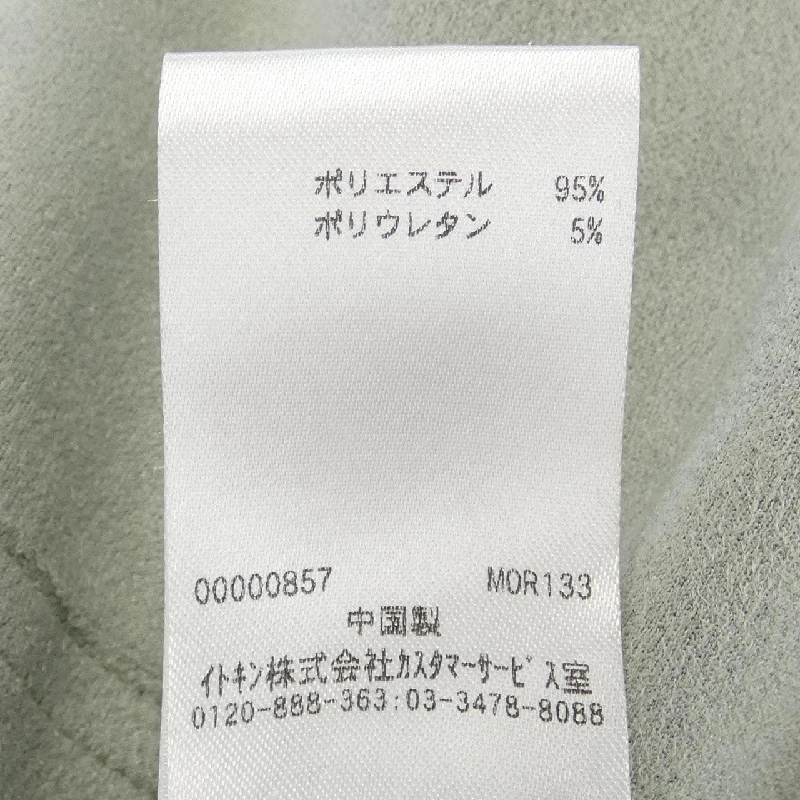 ポリエステル 95%
ポリウレタン 5%
00000857 MOR133
中国製
ｲﾄｷﾝ株式会社ｶｽﾀﾏｰｻｰﾋﾞｽ室
0120-888-363:03-3478-8088